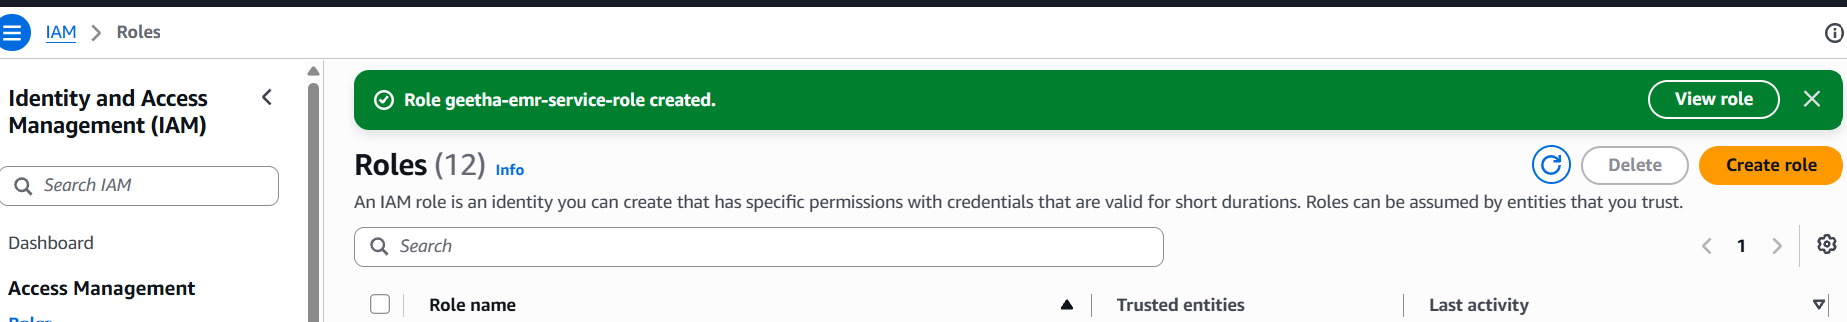 IAM > Roles
Identity and Access
Management (IAM)
Search IAM
Dashboard
Access Management
Roles
Role geetha-emr-service-role created.
View role
Roles (12) Info
Delete
Create role
An IAM role is an identity you can create that has specific permissions with credentials that are valid for short durations. Roles can be assumed by entities that you trust.
Search
1
Role name
Trusted entities
Last activity